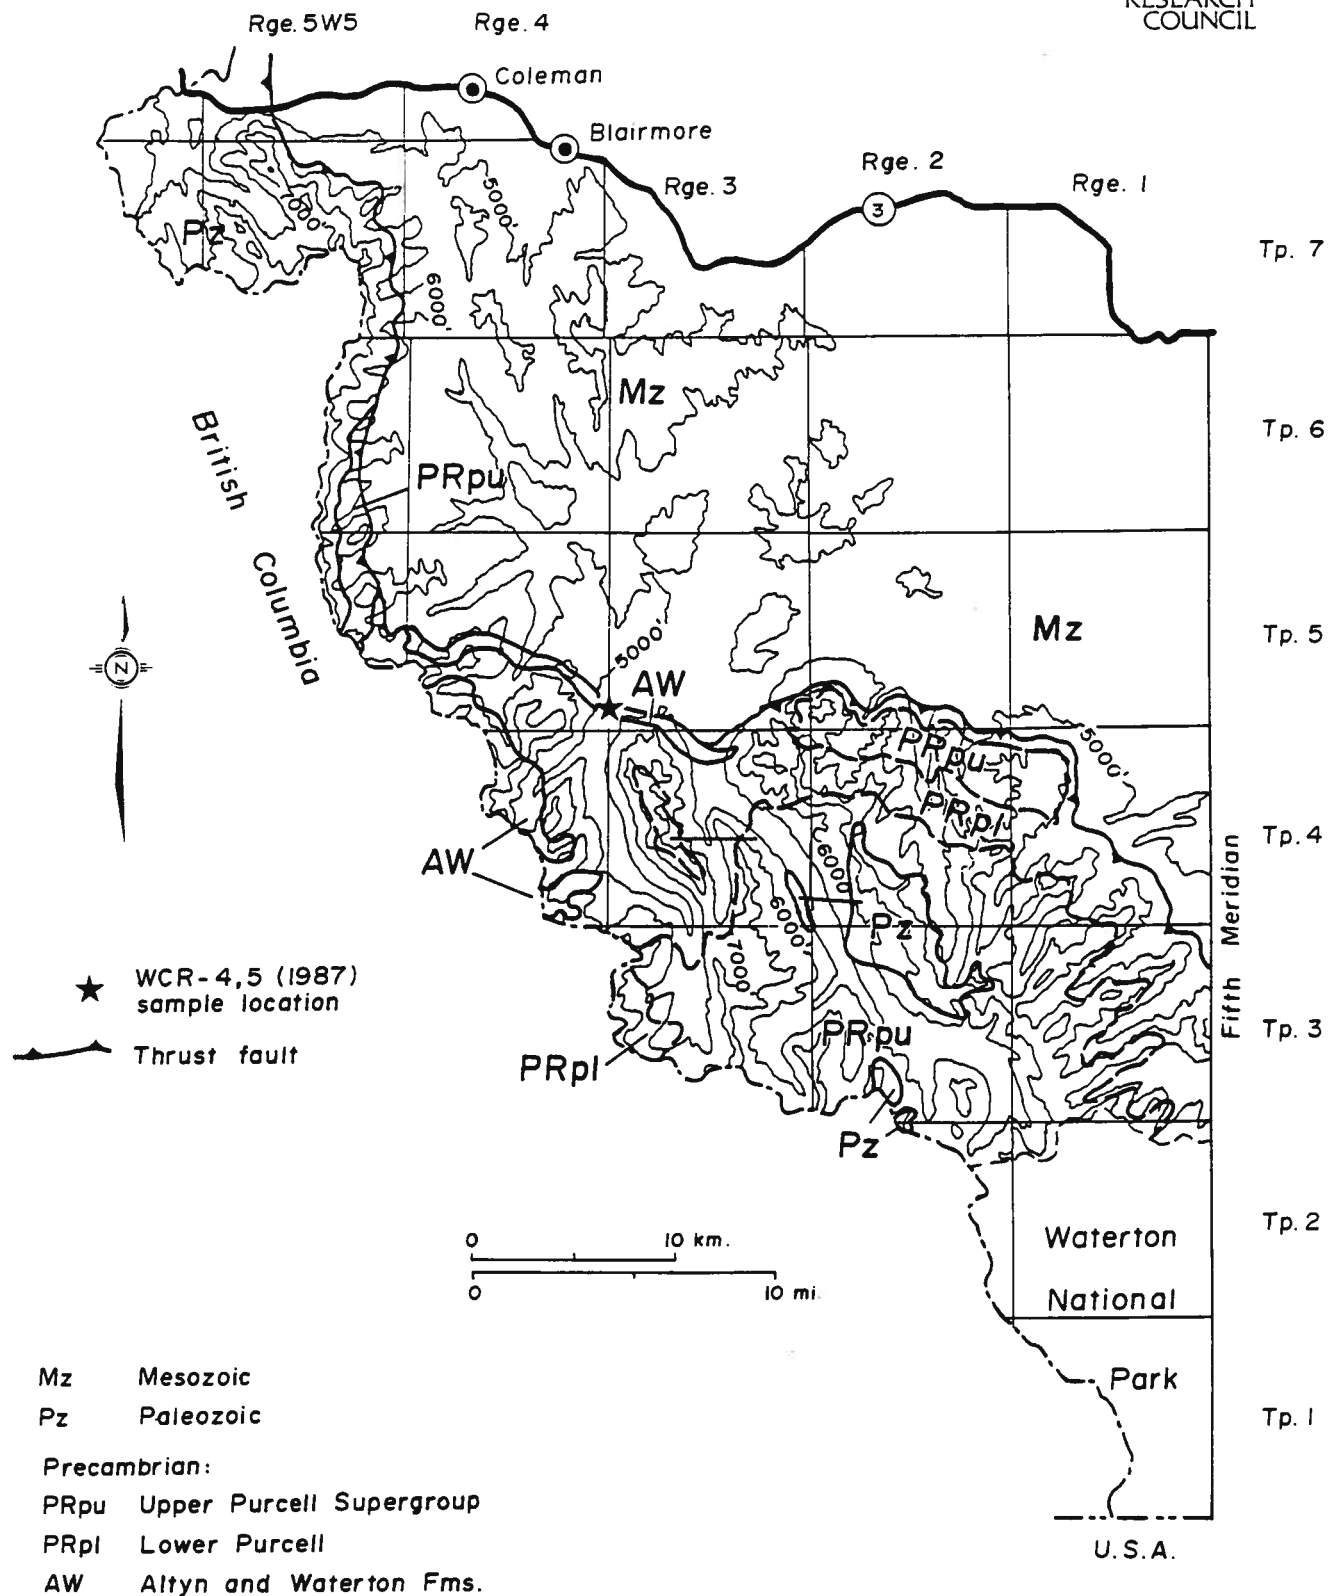 RESEARCH
COUNCIL
Rge. 5W5
Rge. 4
Coleman
Blairmore
Rge. 3
Rge. 2
Rge. 1
3
Tp. 7
Pz
600'
5000'
6000'
Mz
Tp. 6
British
Columbia
PRpu
N
5000'
AW
Mz
Tp. 5
PRpu
5000'
PRpl
Tp. 4
AW
6000'
6000'
7000'
Pz
Fifth Meridian
WCR-4,5 (1987)
sample location
Thrust fault
PRpl
PRpu
Tp. 3
Pz
Tp. 2
0 10 km.
0 10 mi.
Waterton
National
Park
Tp. 1
U.S.A.
Mz Mesozoic
Pz Paleozoic
Precambrian:
PRpu Upper Purcell Supergroup
PRpl Lower Purcell
AW Altyn and Waterton Fms.